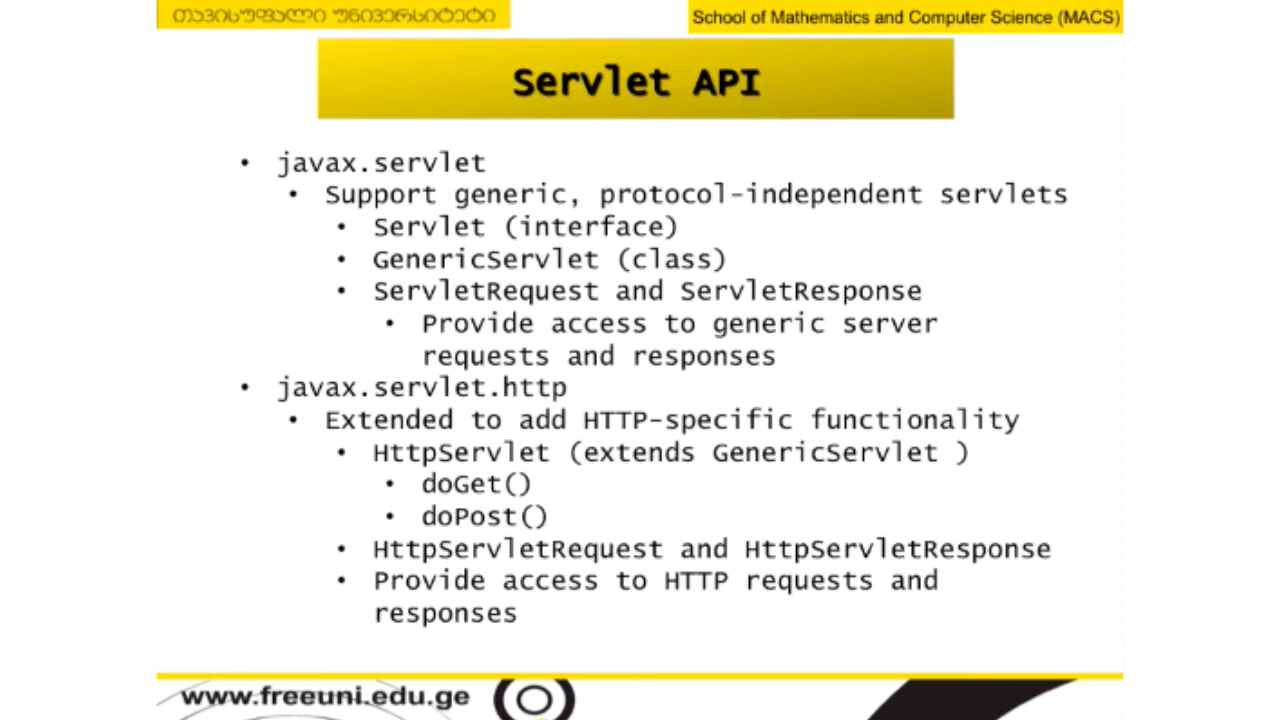 თავისუფალი უნივერსიტეტი
School of Mathematics and Computer Science (MACS)
Servlet API
• javax.servlet
• Support generic, protocol-independent servlets
• Servlet (interface)
• GenericServlet (class)
• ServletRequest and ServletResponse
• Provide access to generic server
requests and responses
• javax.servlet.http
• Extended to add HTTP-specific functionality
• HttpServlet (extends GenericServlet )
• doGet()
• doPost()
• HttpServletRequest and HttpServletResponse
• Provide access to HTTP requests and
responses
www.freeuni.edu.ge